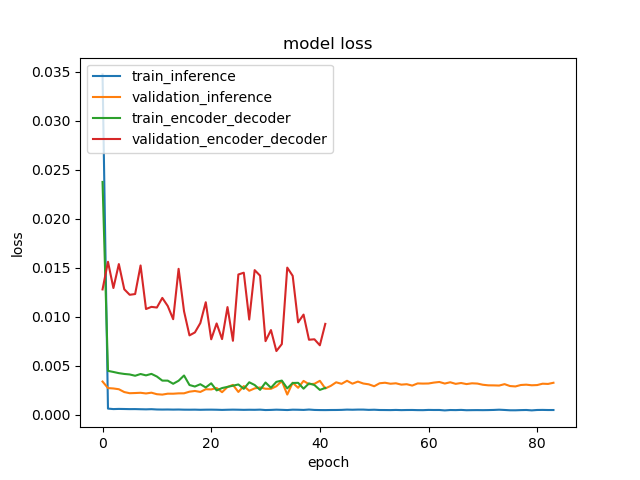 model loss
train_inference
validation_inference
train_encoder_decoder
validation_encoder_decoder
loss
0.035
0.030
0.025
0.020
0.015
0.010
0.005
0.000
0
20
40
60
80
epoch